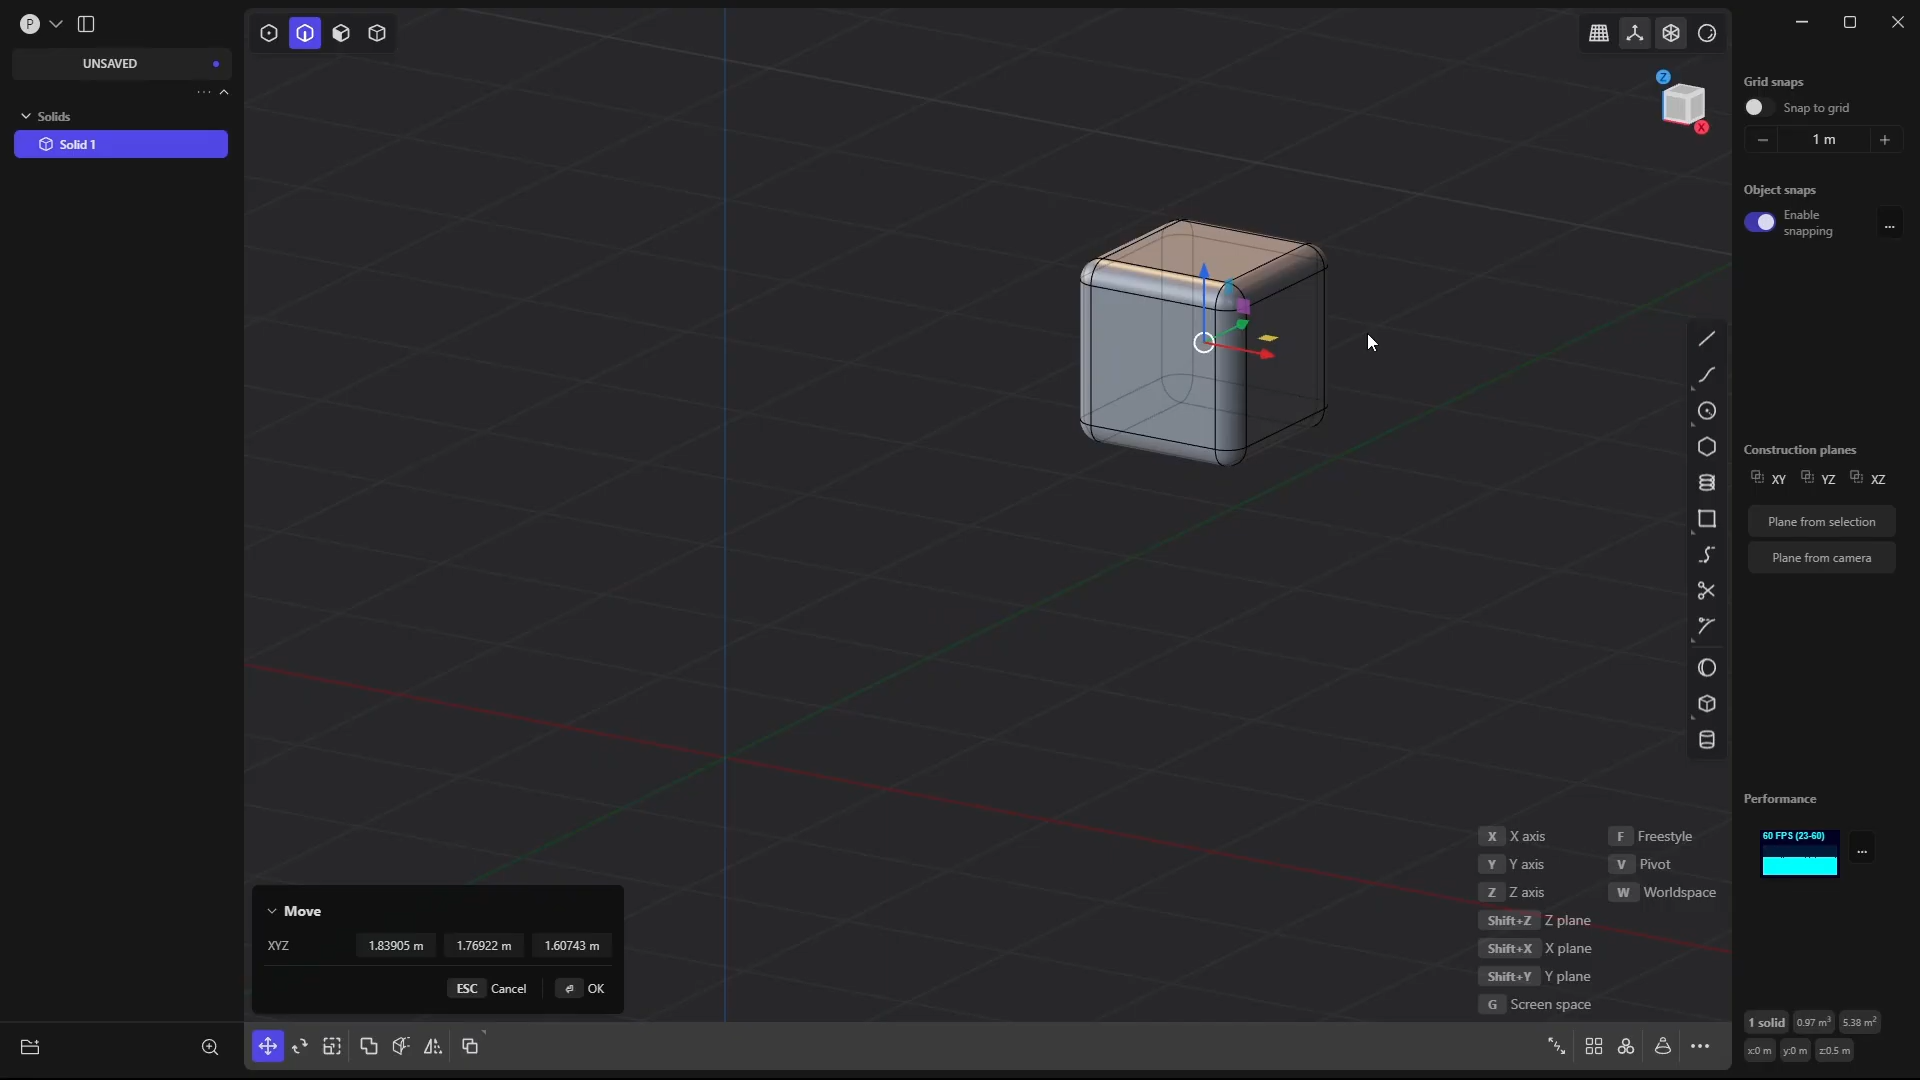 P
UNSAVED
Solids
Solid 1
Z
X
Grid snaps
Snap to grid
1 m
Object snaps
Enable
snapping
...
Construction planes
XY
YZ
XZ
Plane from selection
Plane from camera
Performance
60 FPS (23-60)
...
X X axis
F Freestyle
Y Y axis
V Pivot
Z Z axis
W Worldspace
Shift+Z Z plane
Shift+X X plane
Shift+Y Y plane
G Screen space
Move
XYZ 1.83905 m 1.76922 m 1.60743 m
ESC Cancel OK
1 solid 0.97 m³ 5.38 m²
x:0 m y:0 m z:0.5 m